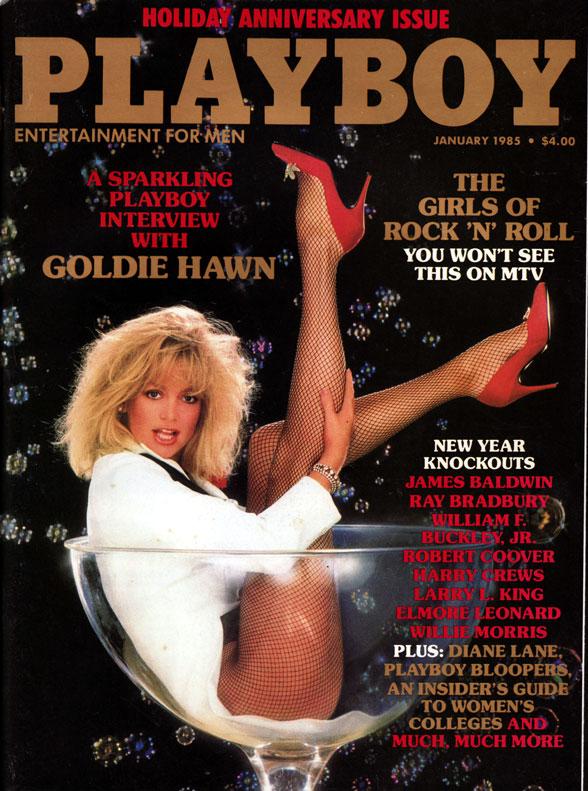 HOLIDAY ANNIVERSARY ISSUE
PLAYBOY
ENTERTAINMENT FOR MEN
JANUARY 1985 • $4.00
A SPARKLING
PLAYBOY
INTERVIEW
WITH
GOLDIE HAWN
THE
GIRLS OF
ROCK 'N' ROLL
YOU WON'T SEE
THIS ON MTV
NEW YEAR
KNOCKOUTS
JAMES BALDWIN
RAY BRADBURY
WILLIAM F.
BUCKLEY, JR.
ROBERT COOVER
HARRY CREWS
LARRY L. KING
ELMORE LEONARD
WILLIE MORRIS
PLUS: DIANE LANE,
PLAYBOY BLOOPERS,
AN INSIDER'S GUIDE
TO WOMEN'S
COLLEGES AND
MUCH, MUCH MORE